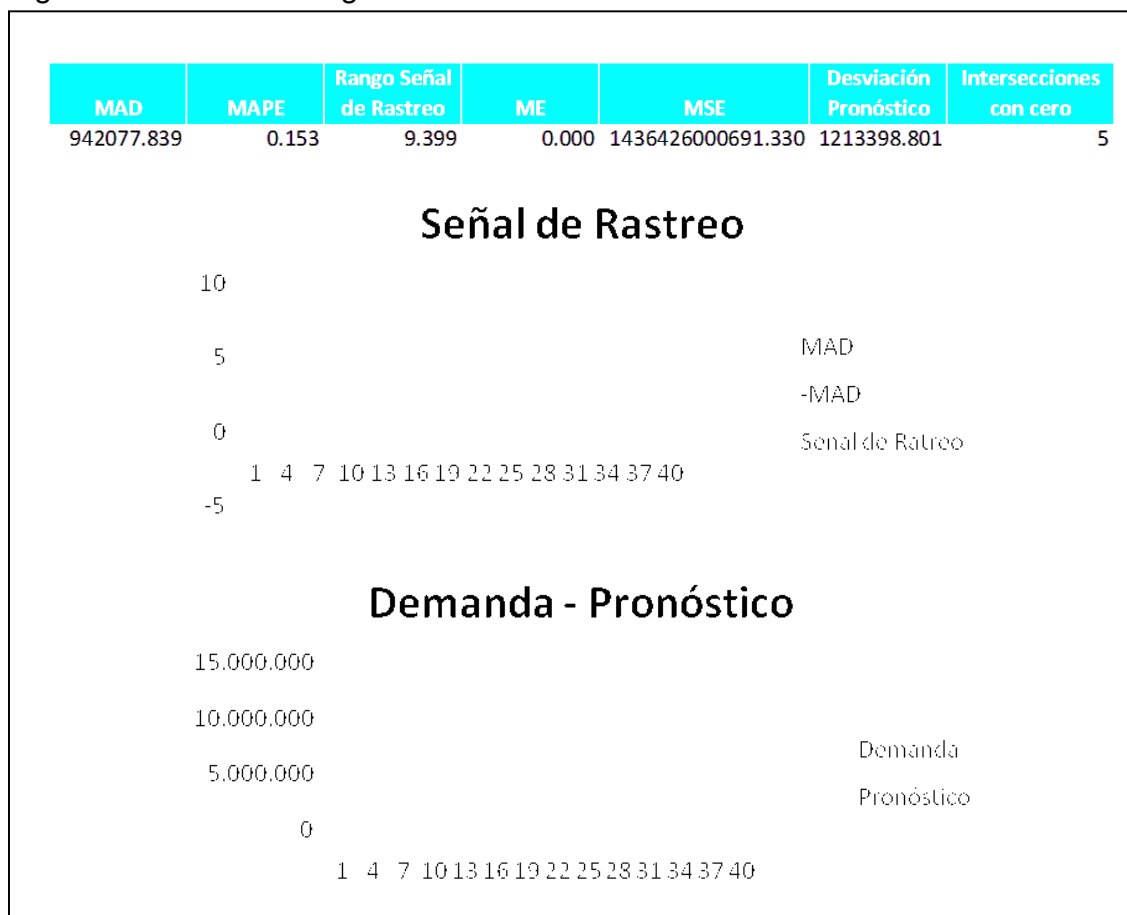 MAD MAPE Rango Señal de Rastreo ME MSE Desviación Pronóstico Intersecciones con cero
942077.839 0.153 9.399 0.000 1436426000691.330 1213398.801 5
Señal de Rastreo
10
5
0
-5
1 4 7 10 13 16 19 22 25 28 31 34 37 40
MAD
-MAD
Senal de Ratreo
Demanda - Pronóstico
15.000.000
10.000.000
5.000.000
0
1 4 7 10 13 16 19 22 25 28 31 34 37 40
Demanda
Pronóstico